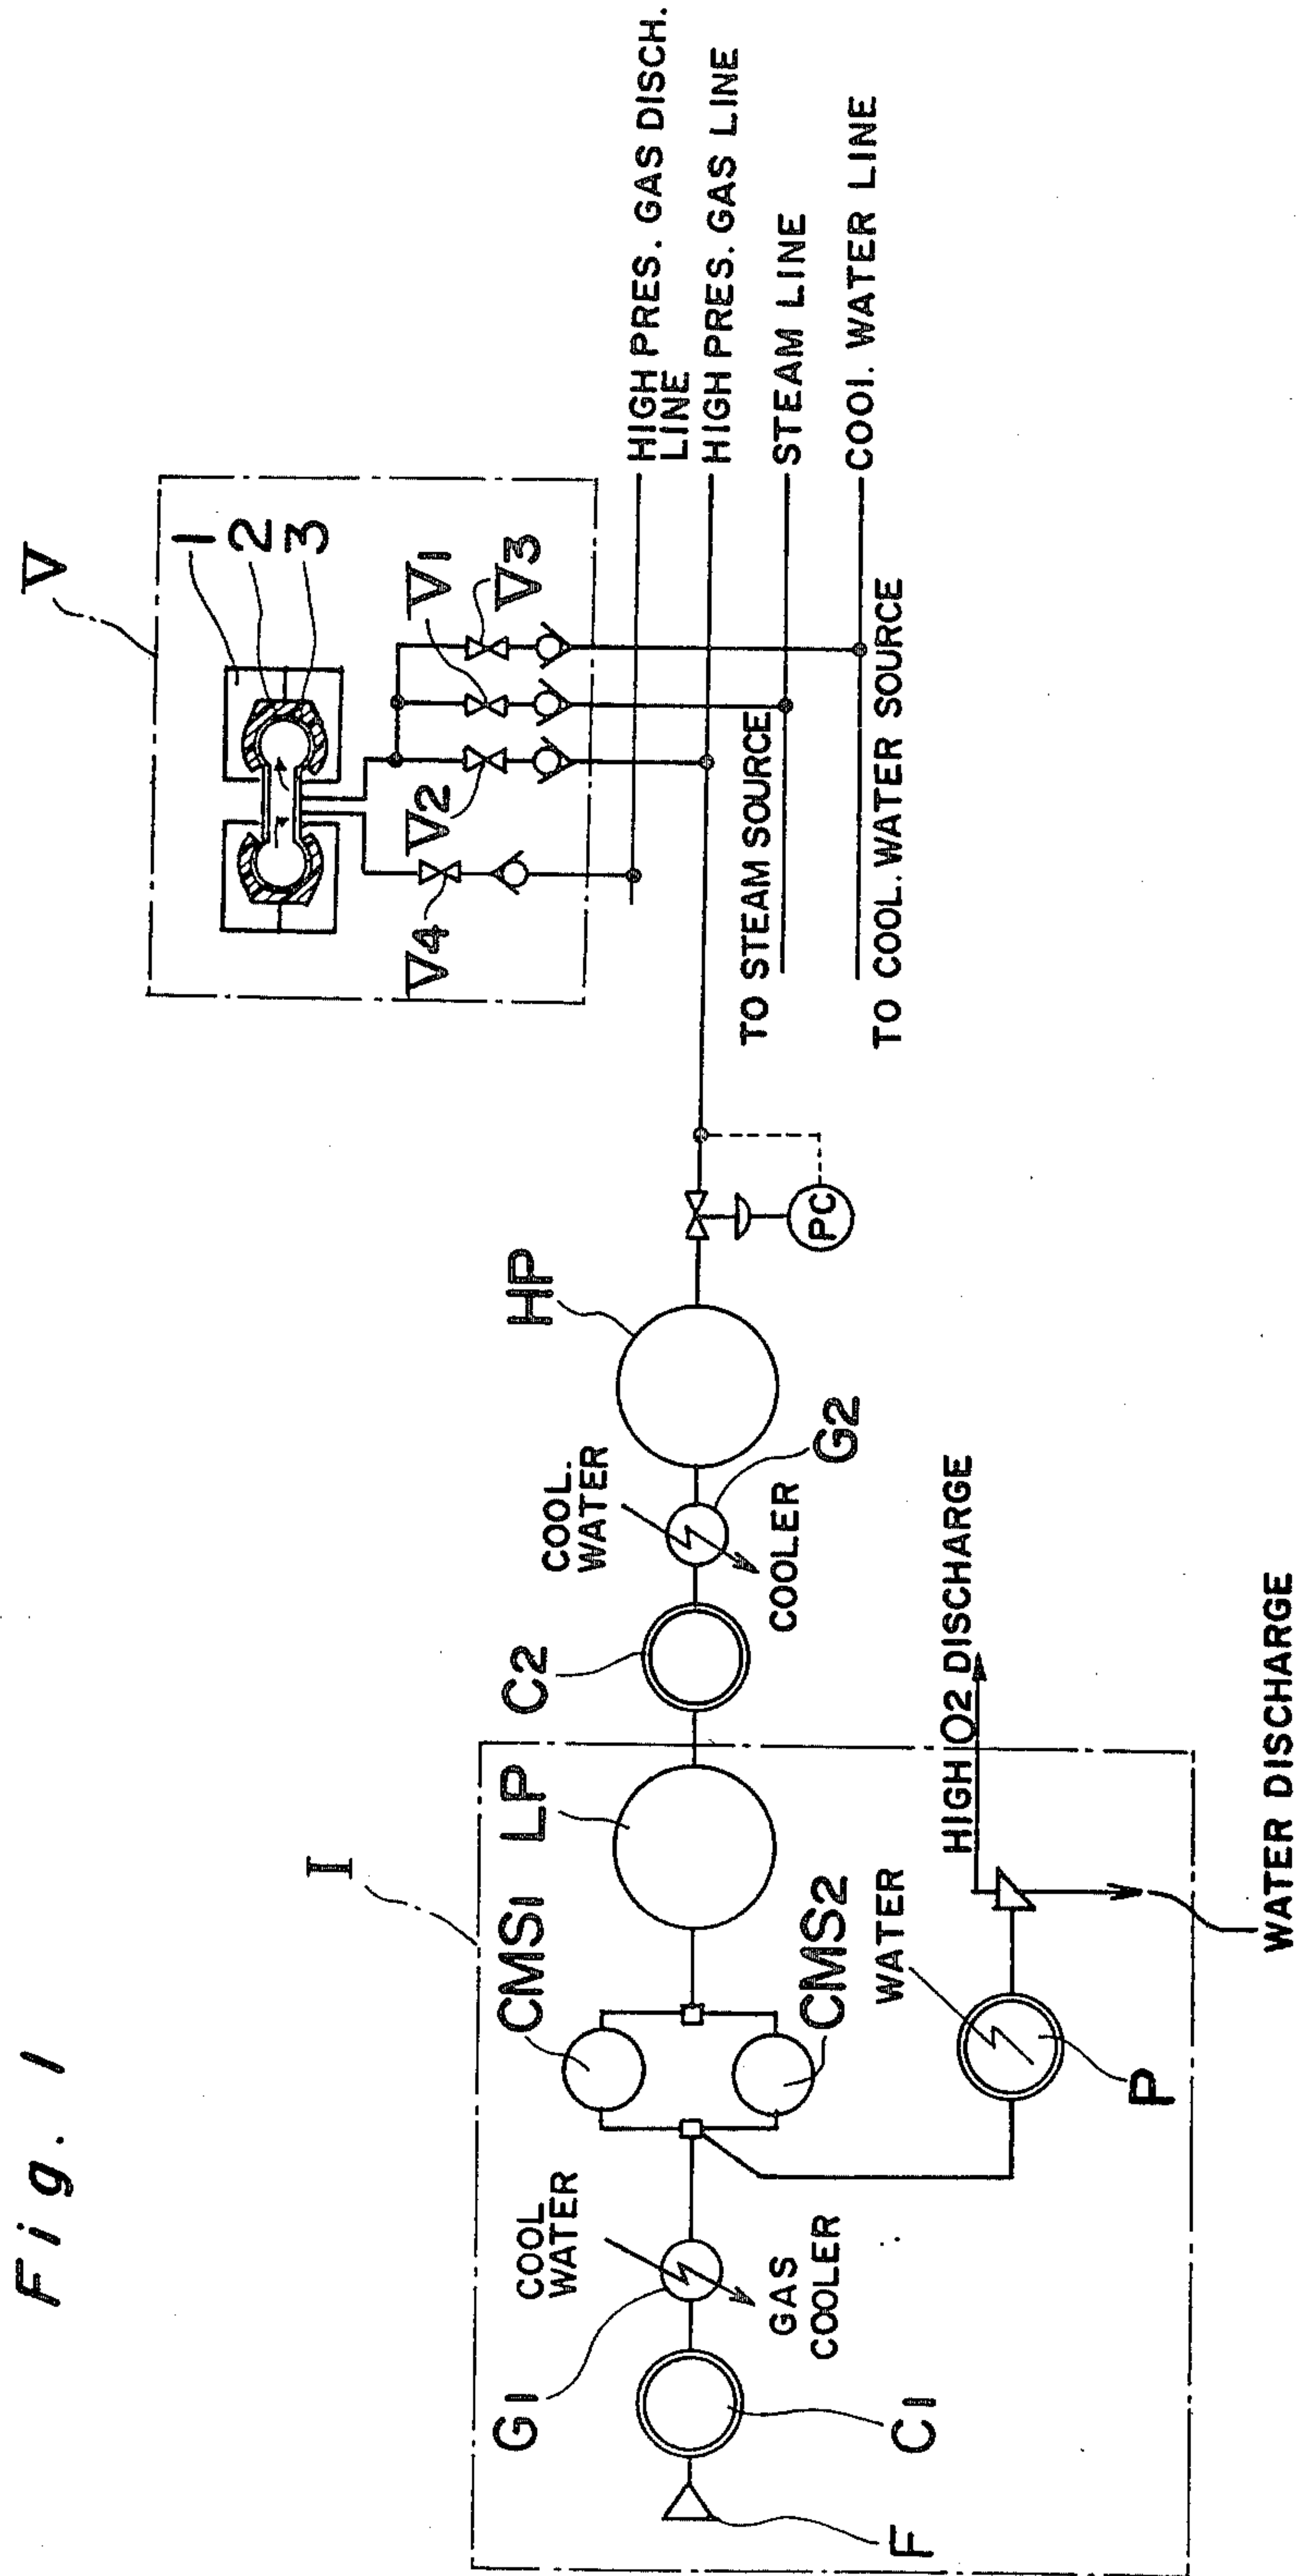 Fig. 1
I
V
1
2
3
V1
V3
V2
V4
HIGH PRES. GAS DISCH.
LINE
HIGH PRES. GAS LINE
STEAM LINE
COOl. WATER LINE
TO STEAM SOURCE
TO COOL. WATER SOURCE
HP
PC
COOL.
WATER
G2
COOLER
C2
LP
CMS1
CMS2
HIGH O2 DISCHARGE
WATER DISCHARGE
WATER
P
COOL
WATER
GAS
COOLER
G1
C1
F